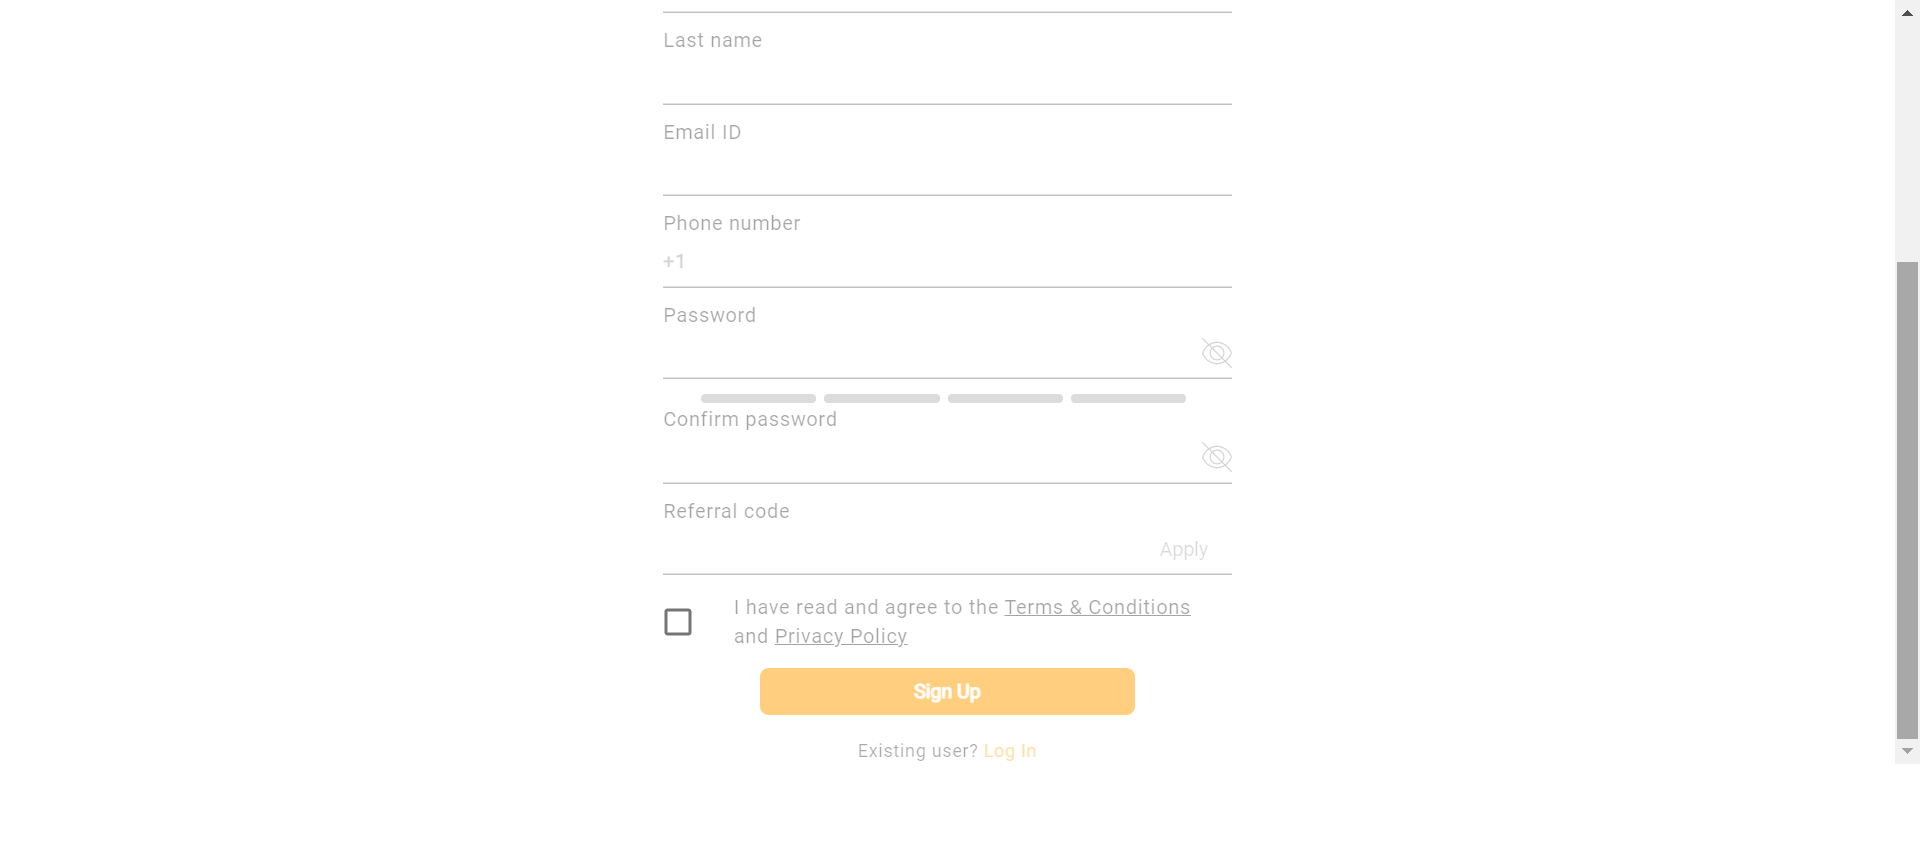 Last name
Email ID
Phone number
+1
Password
Confirm password
Referral code
Apply
I have read and agree to the Terms & Conditions
and Privacy Policy
Sign Up
Existing user? Log In